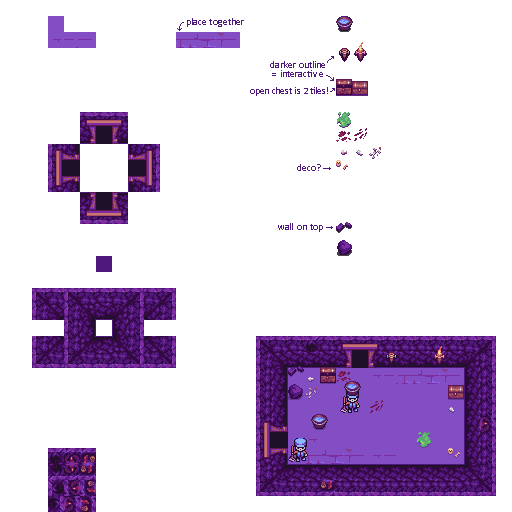 place together
darker outline
= interactive
open chest is 2 tiles!
deco?
wall on top